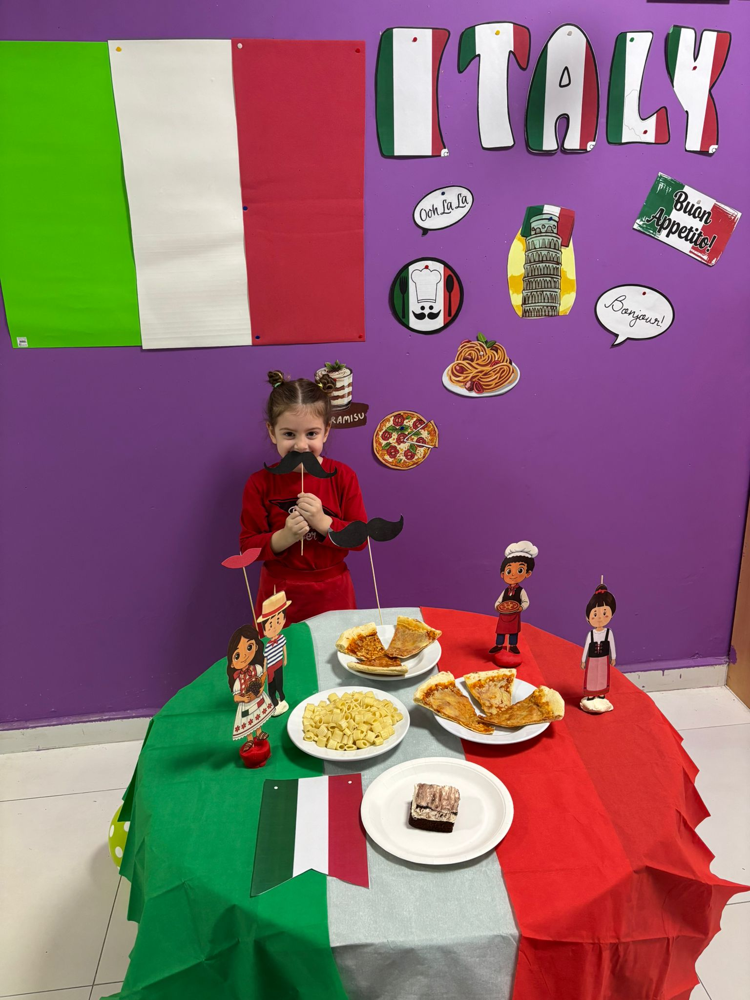 ITALY
Ooh La La
Buon
Appetito!
Bonjour!
RAMISU